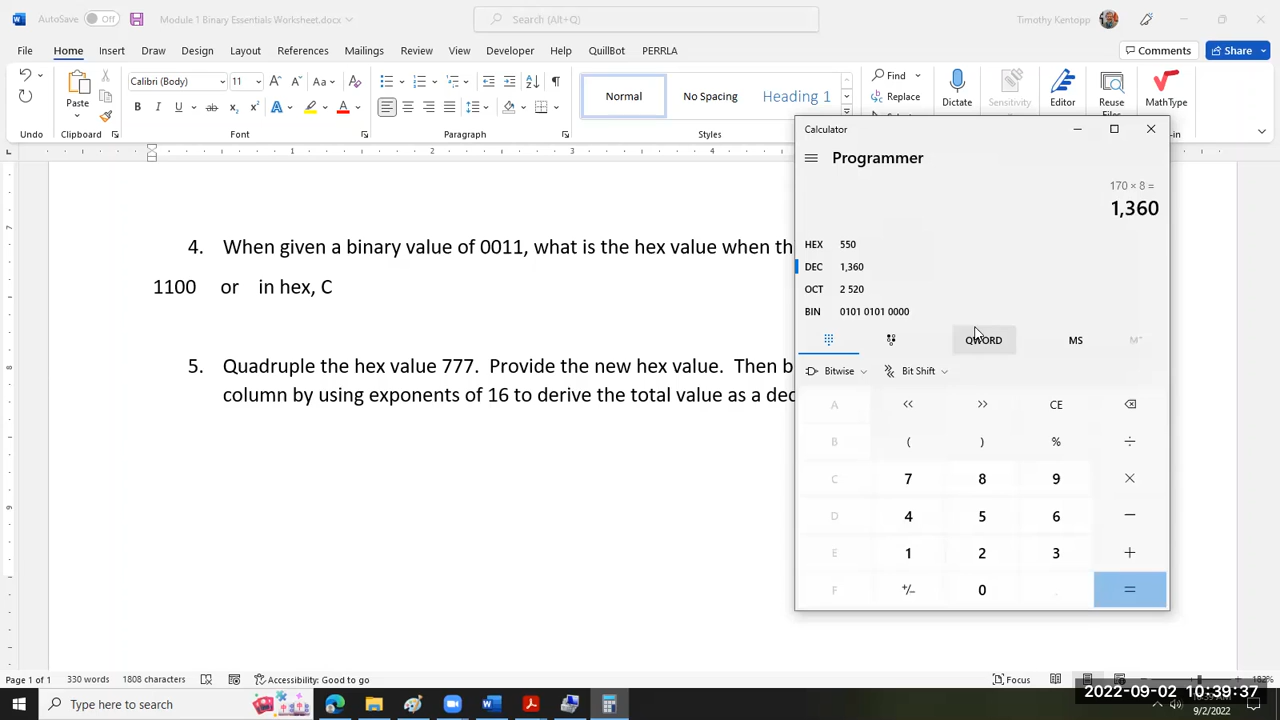 AutoSave Off Module 1 Binary Essentials Worksheet.docx Search (Alt+Q) Timothy Kentopp
File Home Insert Draw Design Layout References Mailings Review View Developer Help QuillBot PERRLA Comments Share
Paste Calibri (Body) 11 Aa Normal No Spacing Heading 1 Find Replace Dictate Sensitivity Editor Reuse Files MathType
Undo Clipboard Font Paragraph Styles
1 2 3
4. When given a binary value of 0011, what is the hex value when th
1100 or in hex, C
5. Quadruple the hex value 777. Provide the new hex value. Then b
column by using exponents of 16 to derive the total value as a dec
Calculator
Programmer
170 × 8 =
1,360
HEX 550
DEC 1,360
OCT 2 520
BIN 0101 0101 0000
QWORD MS M
Bitwise Bit Shift
A << >> CE
B ( ) % ÷
C 7 8 9 ×
D 4 5 6 −
E 1 2 3 +
F +/− 0 . =
Page 1 of 1 330 words 1808 characters Accessibility: Good to go Focus 182%
Type here to search
2022-09-02 10:39:37
9/2/2022